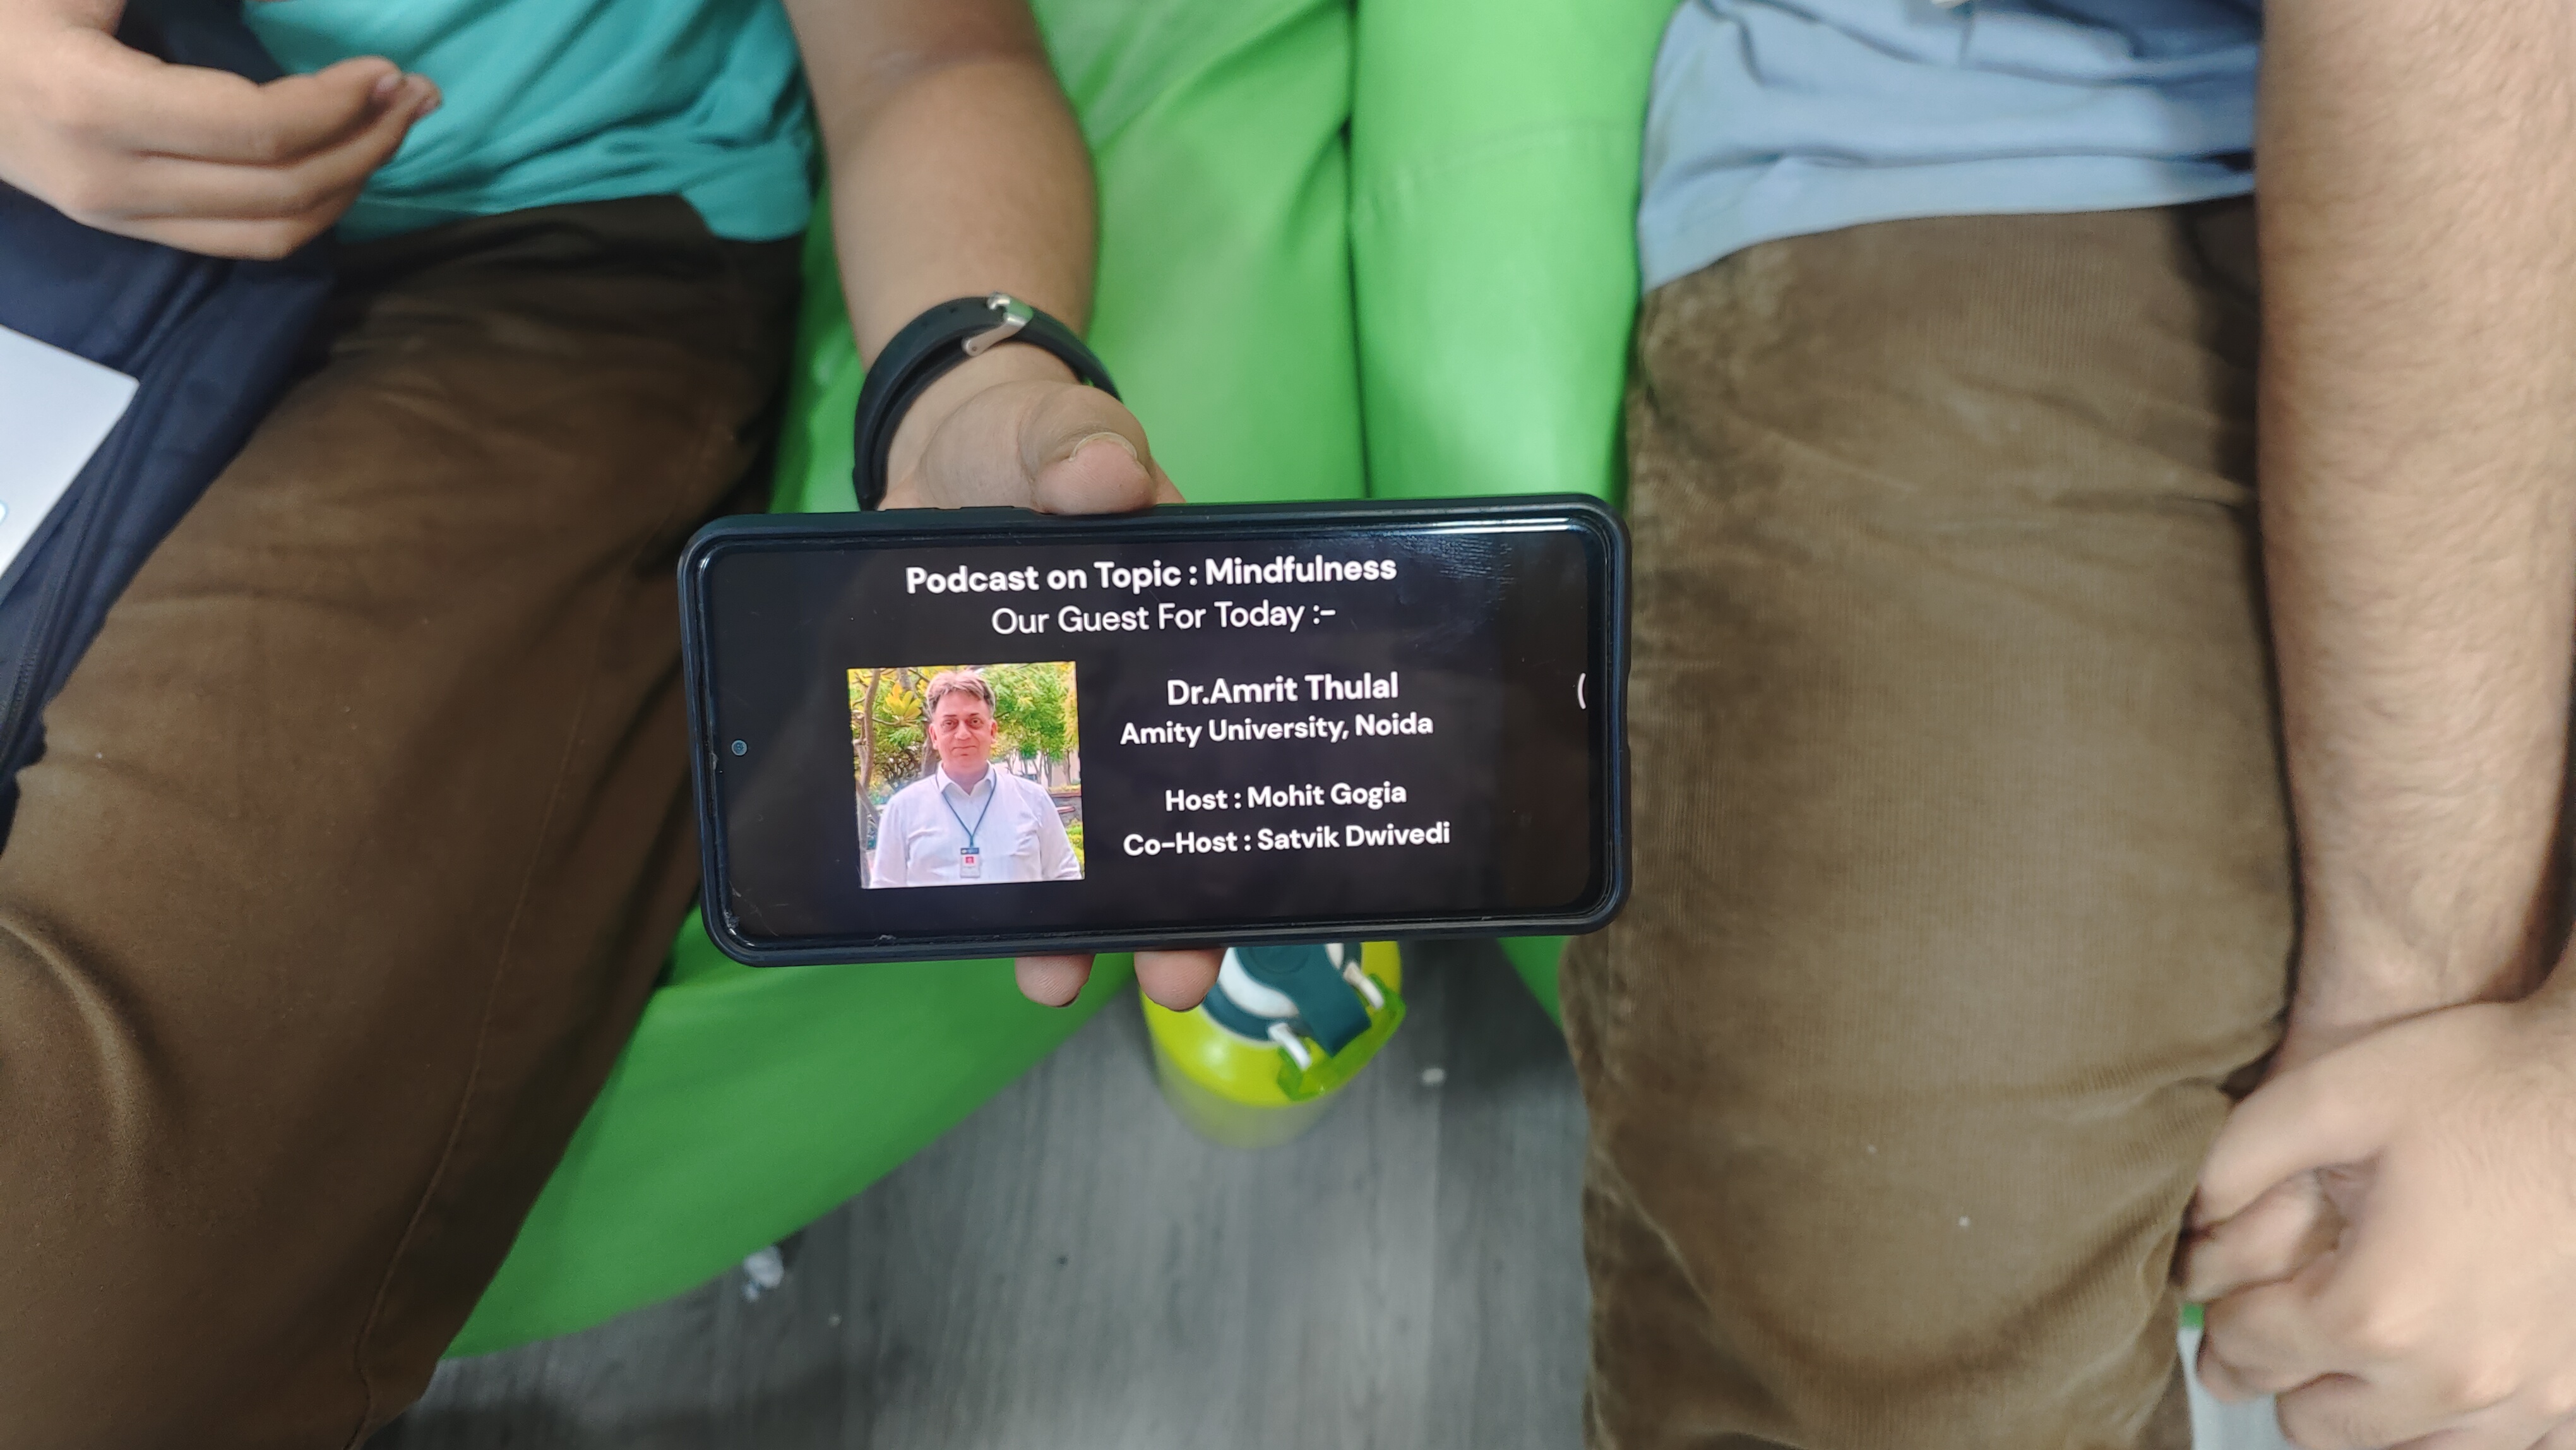 Podcast on Topic : Mindfulness
Our Guest For Today :-
Dr.Amrit Thulal
Amity University, Noida
Host : Mohit Gogia
Co-Host : Satvik Dwivedi